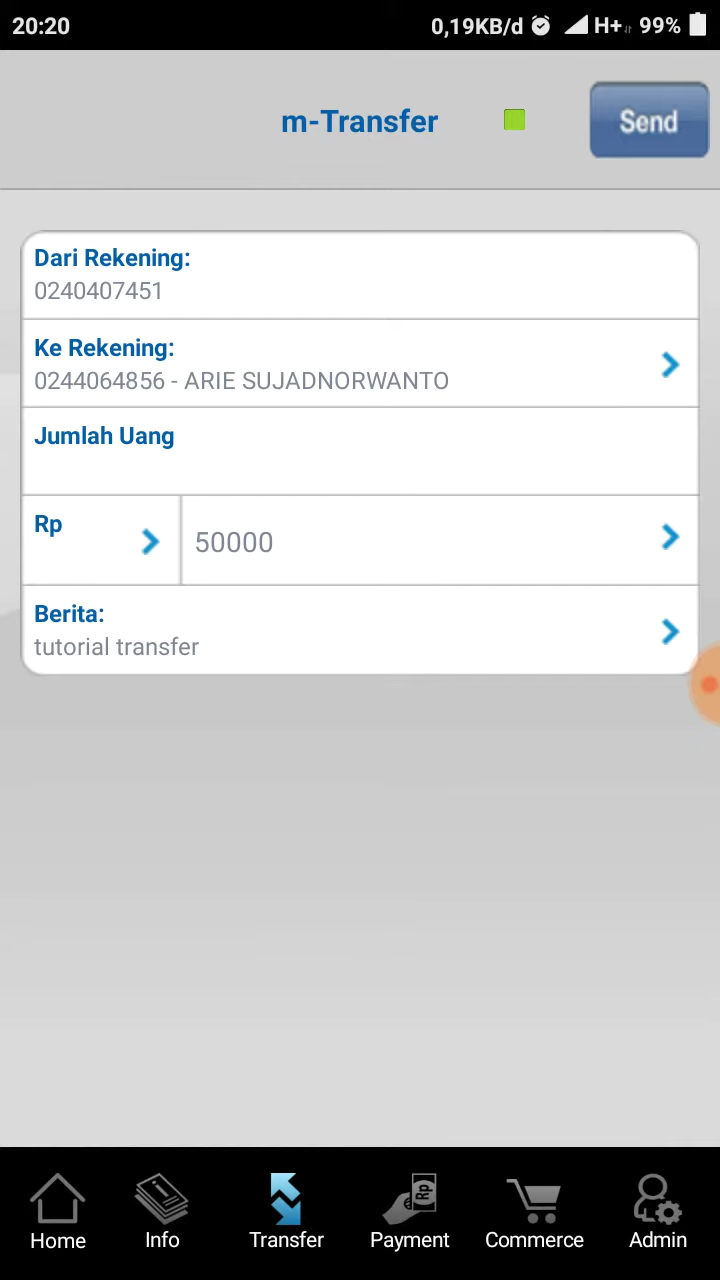 20:20 0,19KB/d H+ 99%
m-Transfer Send
Dari Rekening:
0240407451
Ke Rekening:
0244064856 - ARIE SUJADNORWANTO
Jumlah Uang
Rp 50000
Berita:
tutorial transfer
Rp
Home Info Transfer Payment Commerce Admin